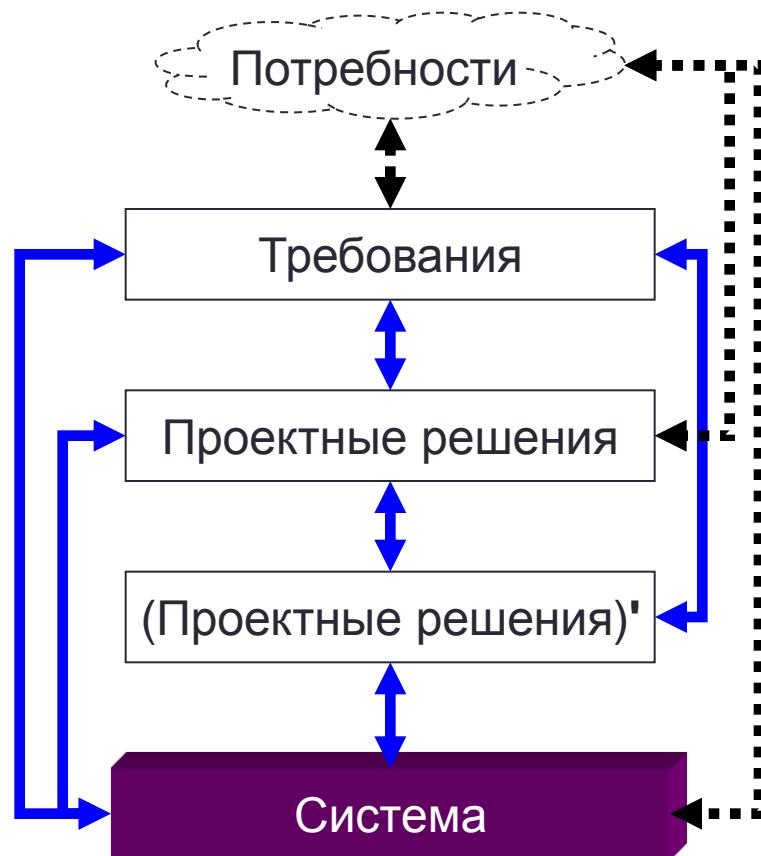 Потребности
Требования
Проектные решения
(Проектные решения)'
Система